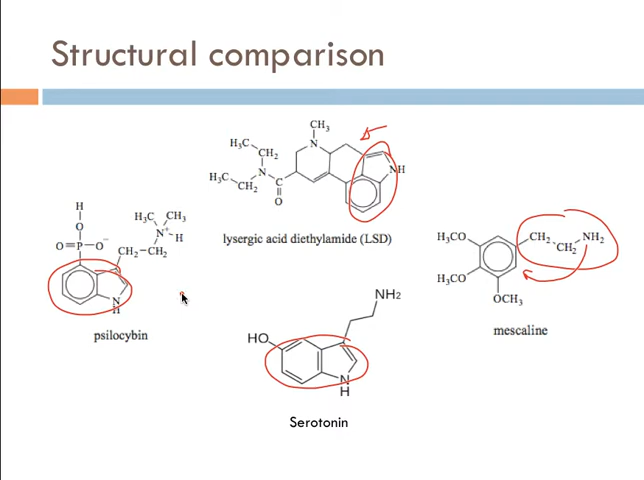 Structural comparison
CH3
H3C
CH2
N
N
NH
H3C
CH2
C
O
lysergic acid diethylamide (LSD)
H
O
O=P-O-
H3C CH3
N+
H
CH2-CH2
N
H
psilocybin
H3CO
CH2
CH2
NH2
H3CO
OCH3
mescaline
NH2
HO
N
H
Serotonin